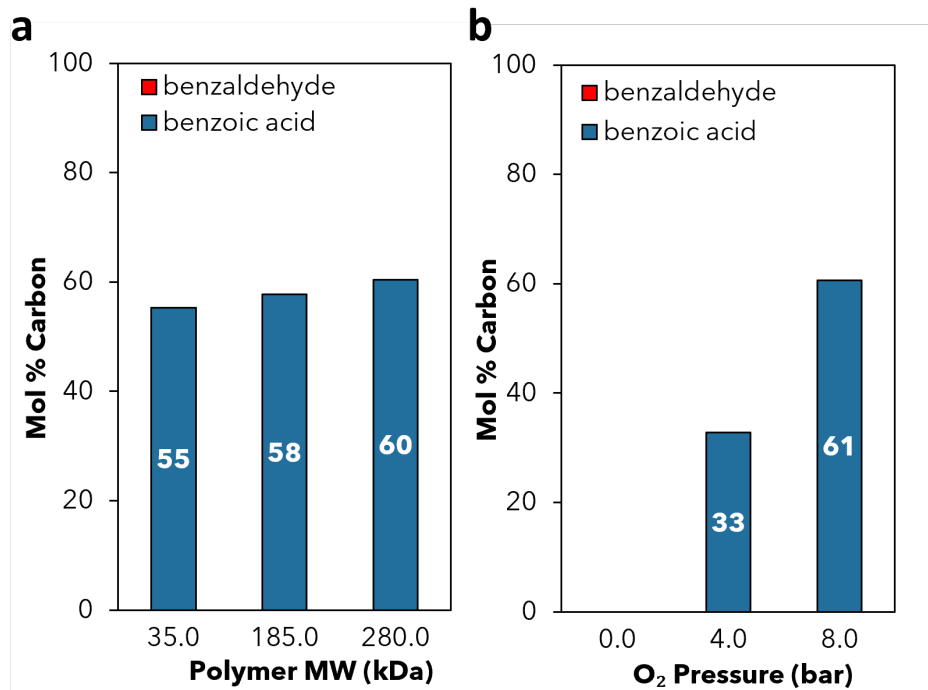 a
100
80
60
40
20
0
Mol % Carbon
benzaldehyde
benzoic acid
55
58
60
35.0 185.0 280.0
Polymer MW (kDa)
b
100
80
60
40
20
0
Mol % Carbon
benzaldehyde
benzoic acid
33
61
0.0 4.0 8.0
O₂ Pressure (bar)